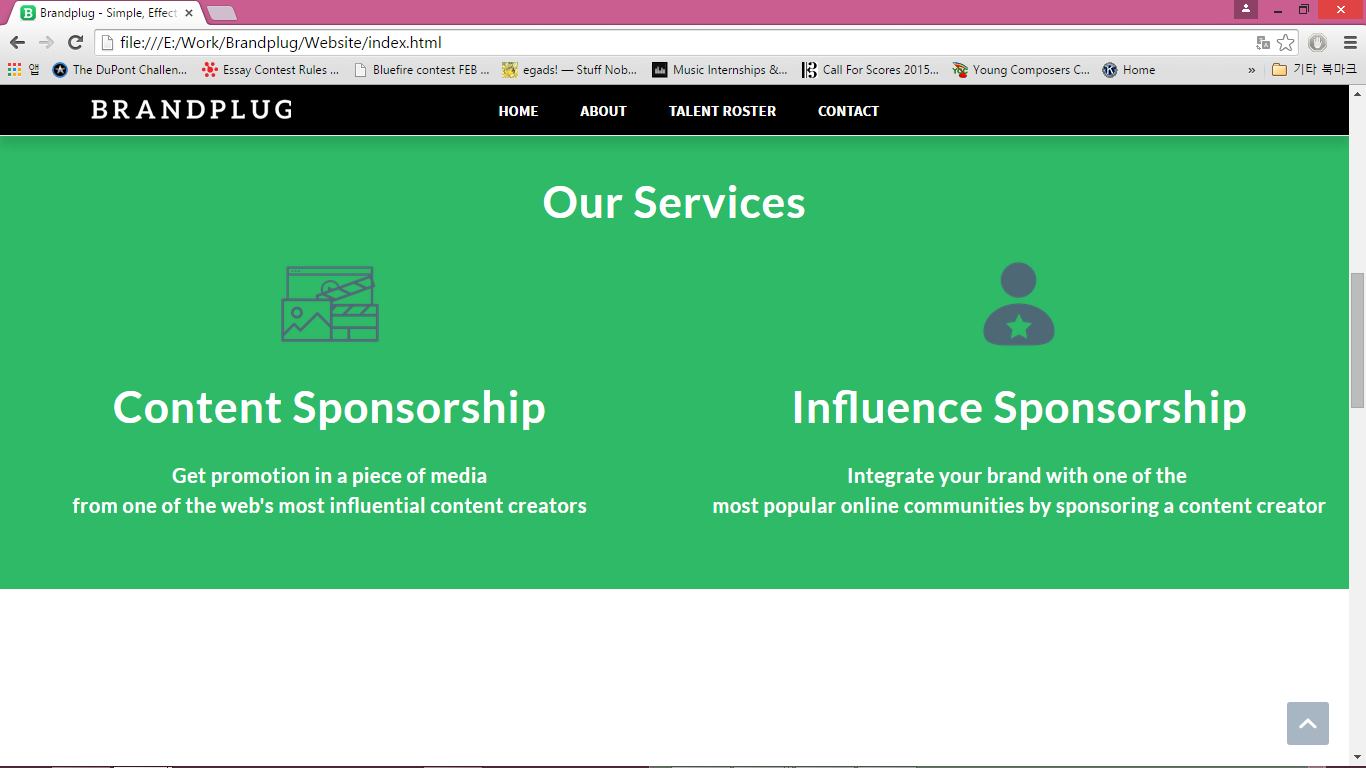 Brandplug - Simple, Effect
file:///E:/Work/Brandplug/Website/index.html
앱 The DuPont Challen... Essay Contest Rules ... Bluefire contest FEB ... egads! — Stuff Nob... Music Internships &... Call For Scores 2015... Young Composers C... Home » 기타 북마크
BRANDPLUG HOME ABOUT TALENT ROSTER CONTACT
Our Services
Content Sponsorship
Get promotion in a piece of media
from one of the web's most influential content creators
Influence Sponsorship
Integrate your brand with one of the
most popular online communities by sponsoring a content creator